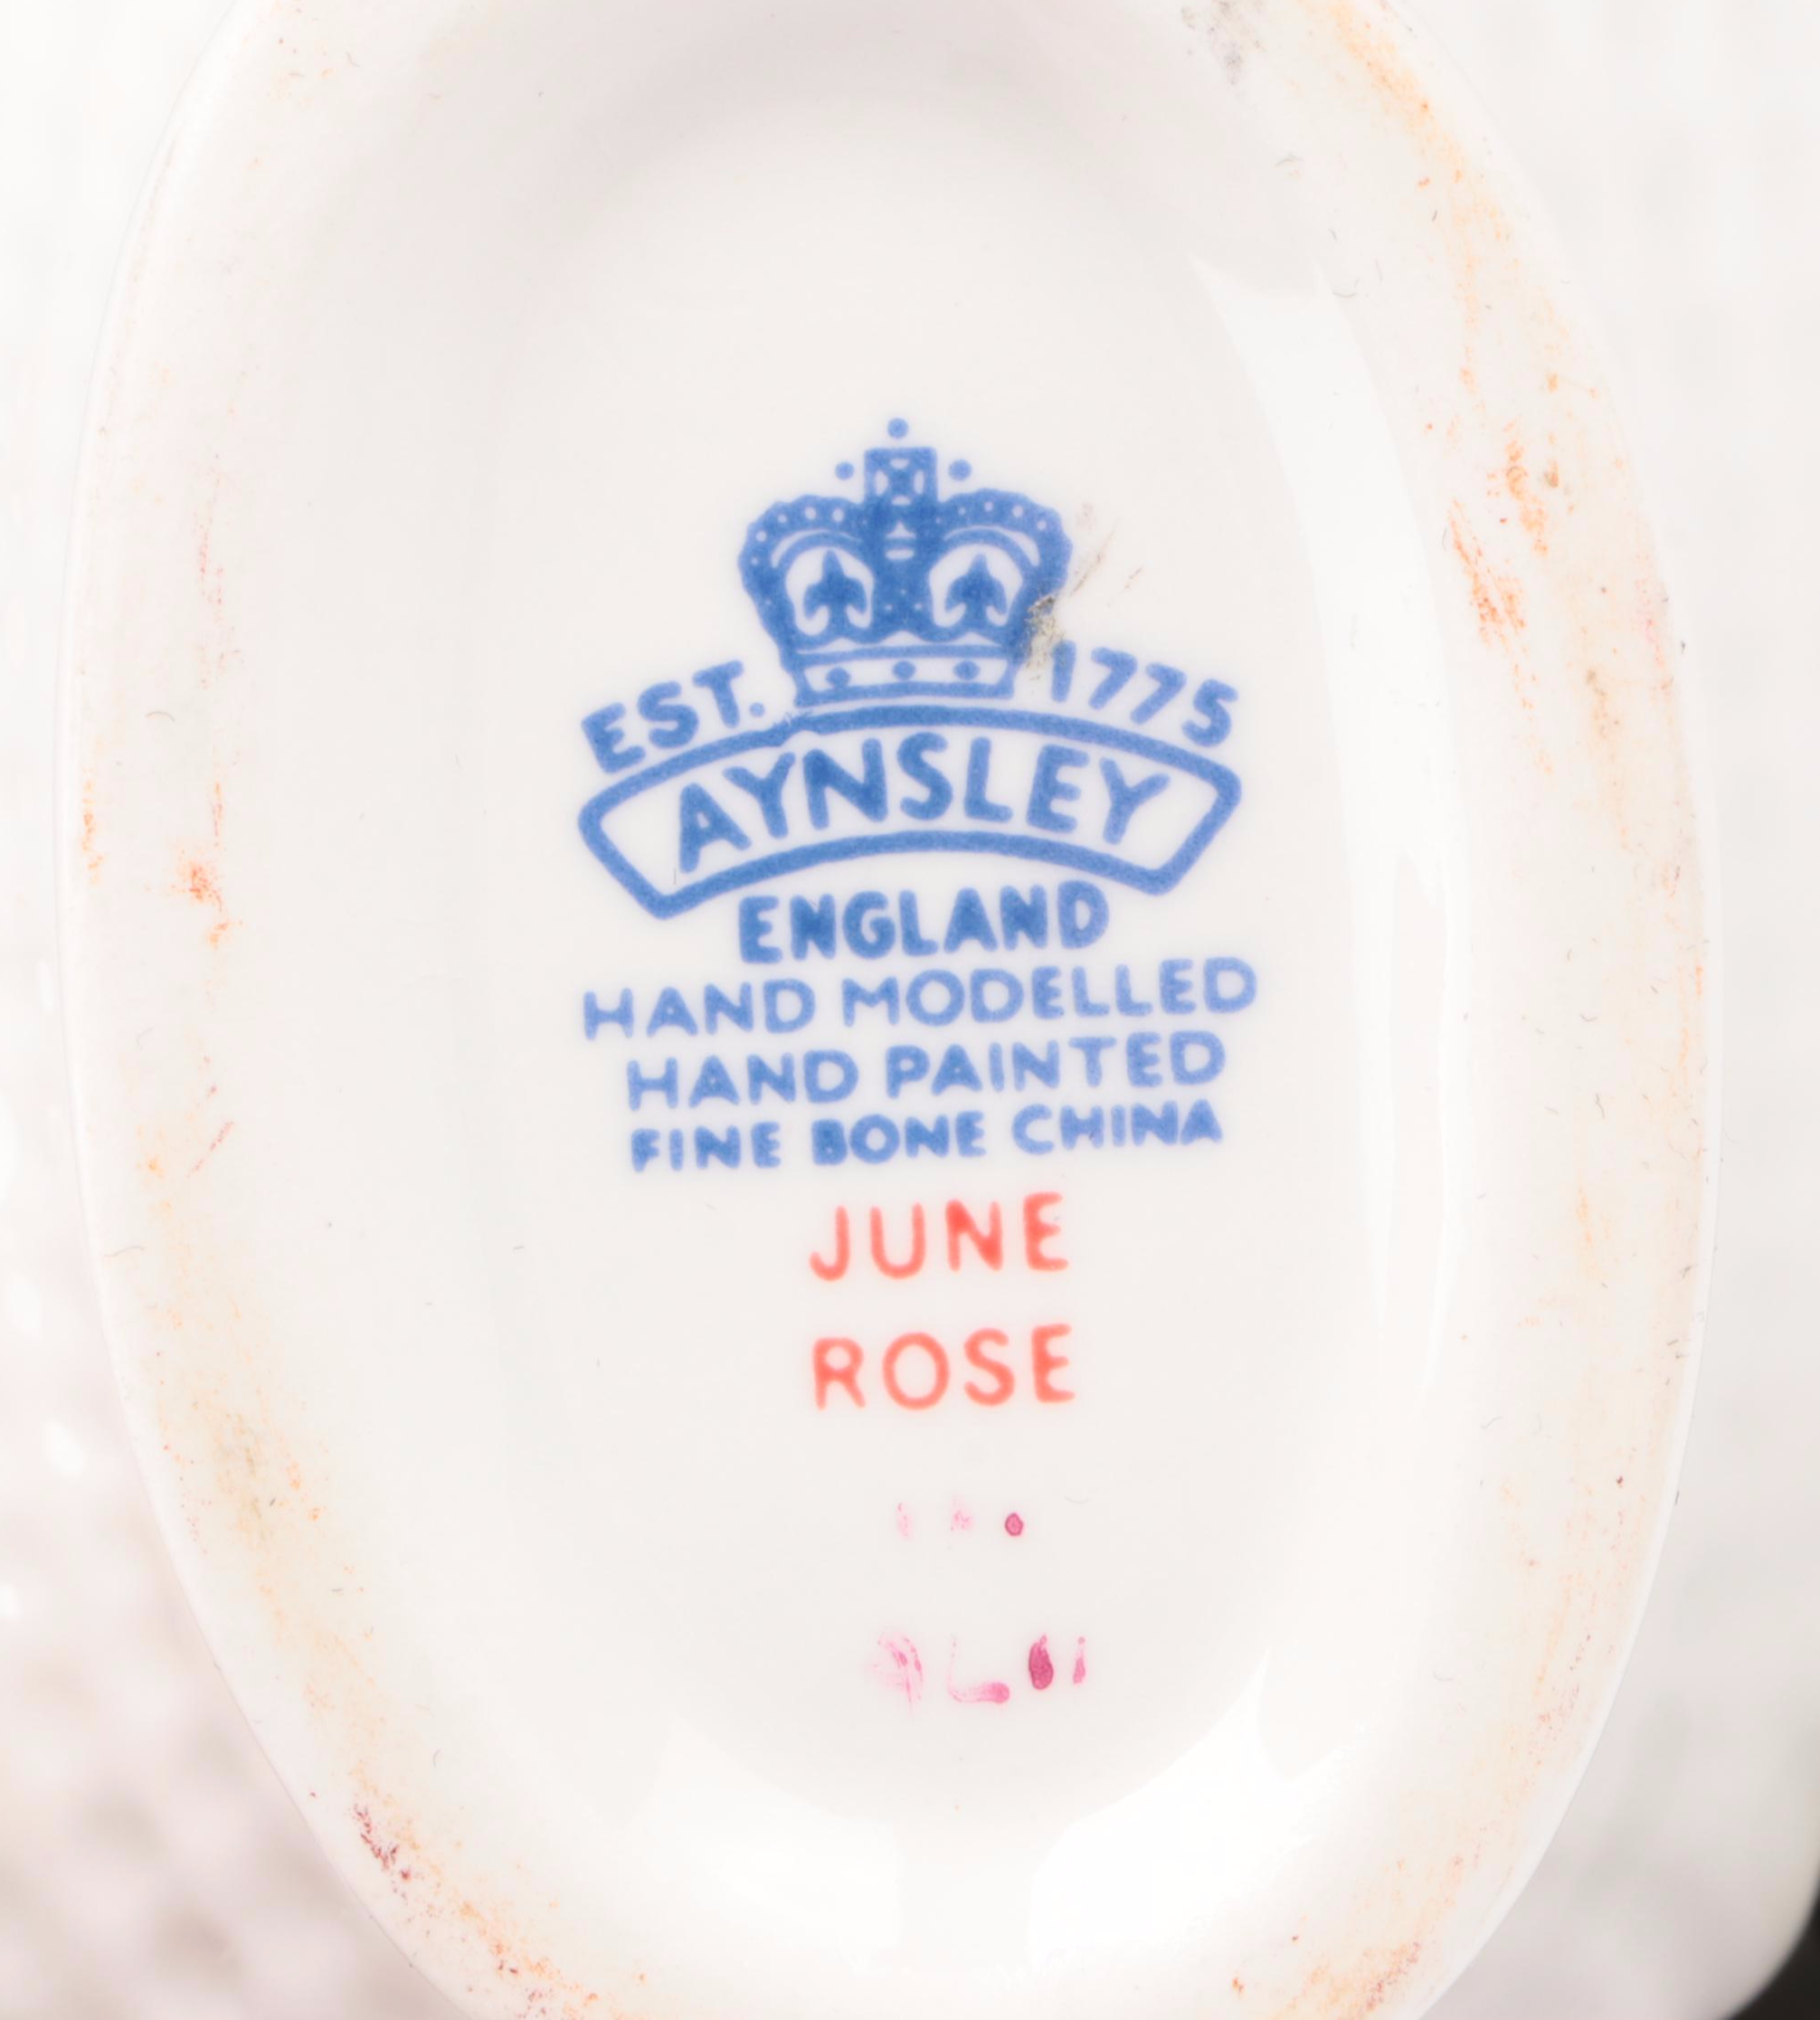 EST. 1775
AYNSLEY
ENGLAND
HAND MODELLED
HAND PAINTED
FINE BONE CHINA
JUNE
ROSE